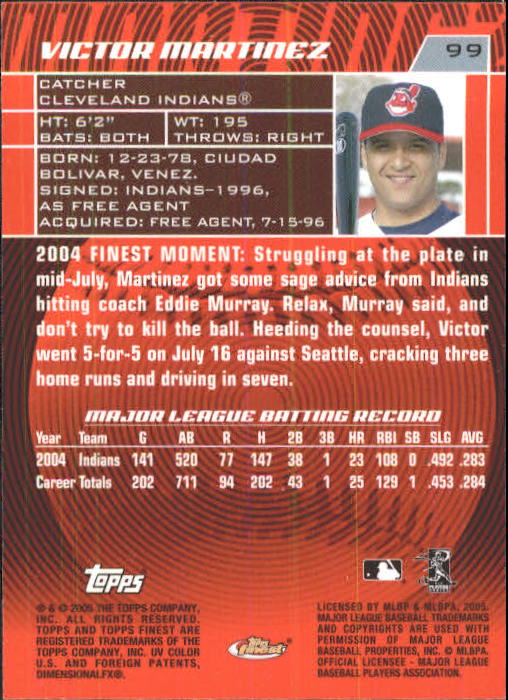 VICTOR MARTINEZ
99
CATCHER
CLEVELAND INDIANS®
HT: 6'2" WT: 195
BATS: BOTH THROWS: RIGHT
BORN: 12-23-78, CIUDAD
BOLIVAR, VENEZ.
SIGNED: INDIANS-1996,
AS FREE AGENT
ACQUIRED: FREE AGENT, 7-15-96
2004 FINEST MOMENT: Struggling at the plate in
mid-July, Martinez got some sage advice from Indians
hitting coach Eddie Murray. Relax, Murray said, and
don't try to kill the ball. Heeding the counsel, Victor
went 5-for-5 on July 16 against Seattle, cracking three
home runs and driving in seven.
MAJOR LEAGUE BATTING RECORD
Year Team G AB R H 2B 3B HR RBI SB SLG AVG
2004 Indians 141 520 77 147 38 1 23 108 0 .492 .283
Career Totals 202 711 94 202 43 1 25 129 1 .453 .284
Topps
® & © 2005 THE TOPPS COMPANY,
INC. ALL RIGHTS RESERVED.
TOPPS AND TOPPS FINEST ARE
REGISTERED TRADEMARKS OF THE
TOPPS COMPANY, INC. UV COLOR
U.S. AND FOREIGN PATENTS,
DIMENSIONALFX®.
Topps
Finest
LICENSED BY MLBP & MLBPA, 2005.
MAJOR LEAGUE BASEBALL TRADEMARKS
AND COPYRIGHTS ARE USED WITH
PERMISSION OF MAJOR LEAGUE
BASEBALL PROPERTIES, INC. © MLBPA
OFFICIAL LICENSEE - MAJOR LEAGUE
BASEBALL PLAYERS ASSOCIATION.